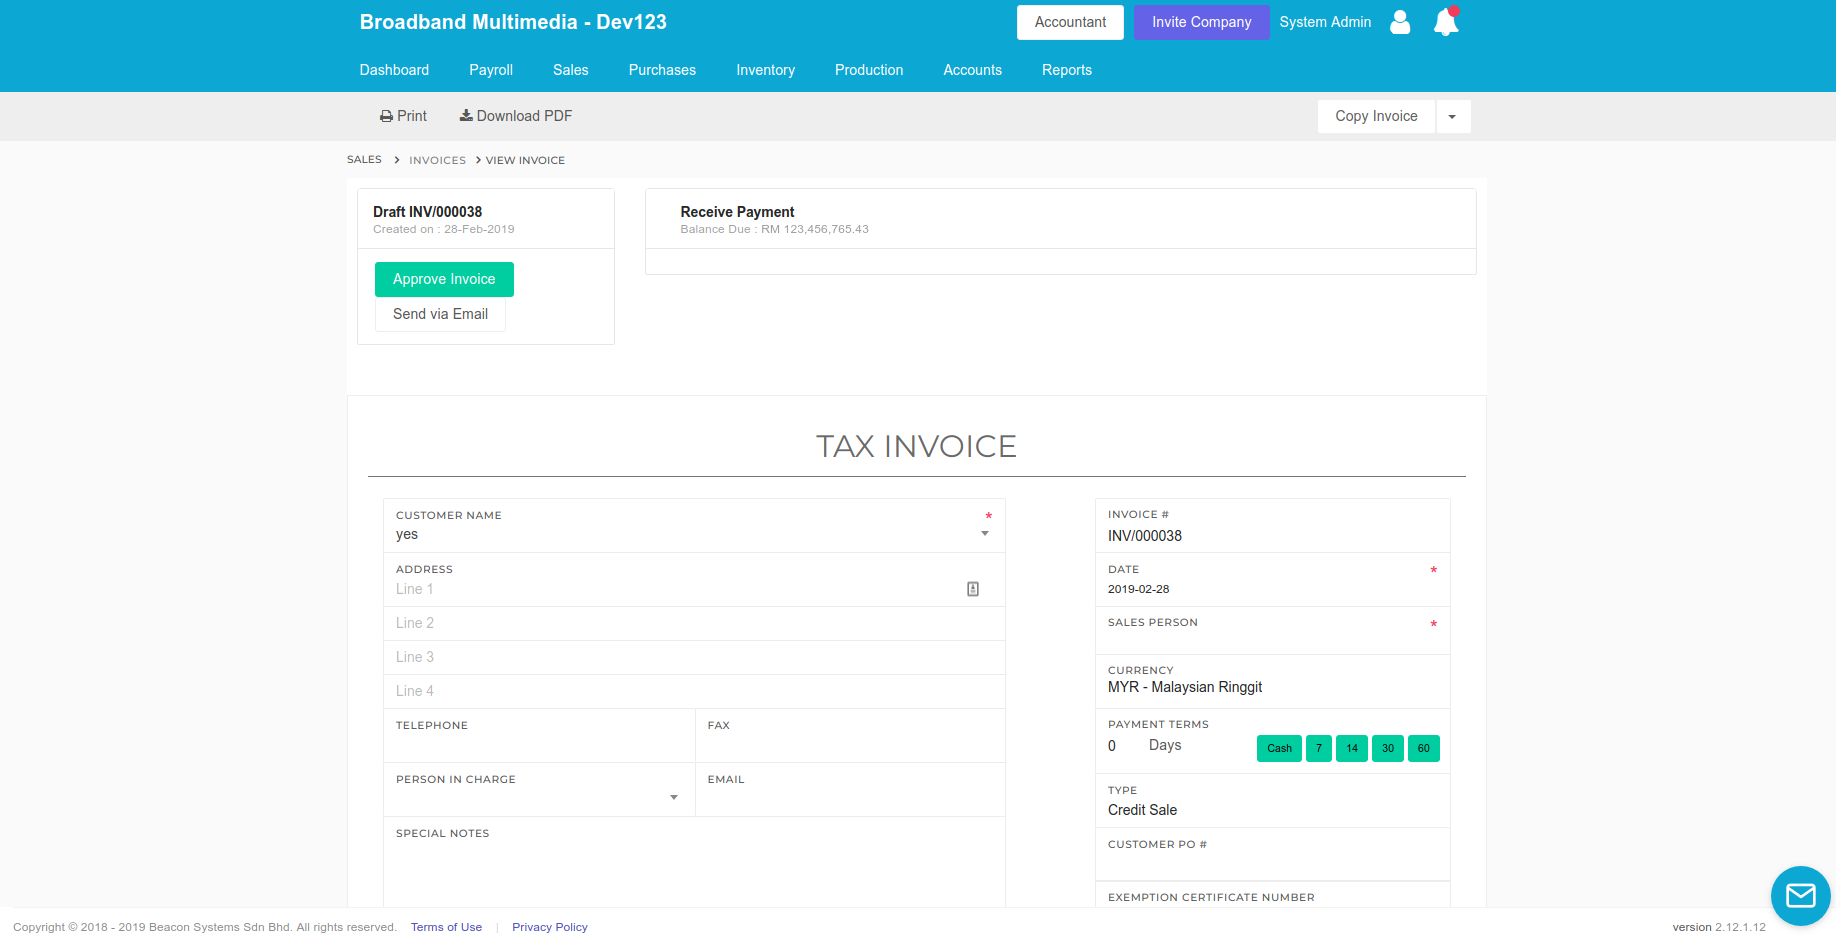 Broadband Multimedia - Dev123
Accountant
Invite Company
System Admin
Dashboard
Payroll
Sales
Purchases
Inventory
Production
Accounts
Reports
Print
Download PDF
Copy Invoice
SALES > INVOICES > VIEW INVOICE
Draft INV/000038
Created on : 28-Feb-2019
Approve Invoice
Send via Email
Receive Payment
Balance Due : RM 123,456,765.43
TAX INVOICE
CUSTOMER NAME *
yes
ADDRESS
Line 1
Line 2
Line 3
Line 4
TELEPHONE
FAX
PERSON IN CHARGE
EMAIL
SPECIAL NOTES
INVOICE #
INV/000038
DATE *
2019-02-28
SALES PERSON *
CURRENCY
MYR - Malaysian Ringgit
PAYMENT TERMS
0 Days
Cash 7 14 30 60
TYPE
Credit Sale
CUSTOMER PO #
EXEMPTION CERTIFICATE NUMBER
Copyright © 2018 - 2019 Beacon Systems Sdn Bhd. All rights reserved. Terms of Use | Privacy Policy
version 2.12.1.12